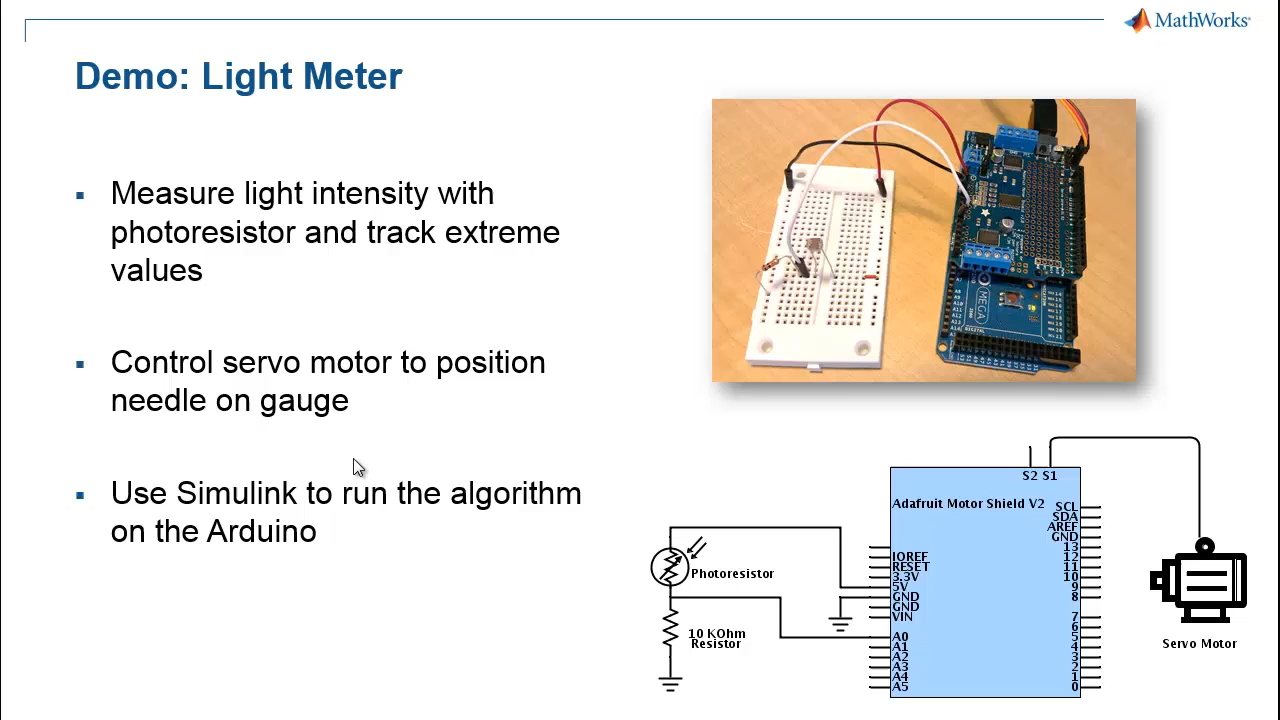 MathWorks®
Demo: Light Meter
▪ Measure light intensity with
photoresistor and track extreme
values
▪ Control servo motor to position
needle on gauge
▪ Use Simulink to run the algorithm
on the Arduino
MEGA
S2 S1
Adafruit Motor Shield V2
SCL
SDA
AREF
GND
13
IOREF 12
RESET 11
3.3V 10
5V 9
GND 8
GND
VIN 7
6
A0 5
A1 4
A2 3
A3 2
A4 1
A5 0
Photoresistor
10 KOhm
Resistor
Servo Motor